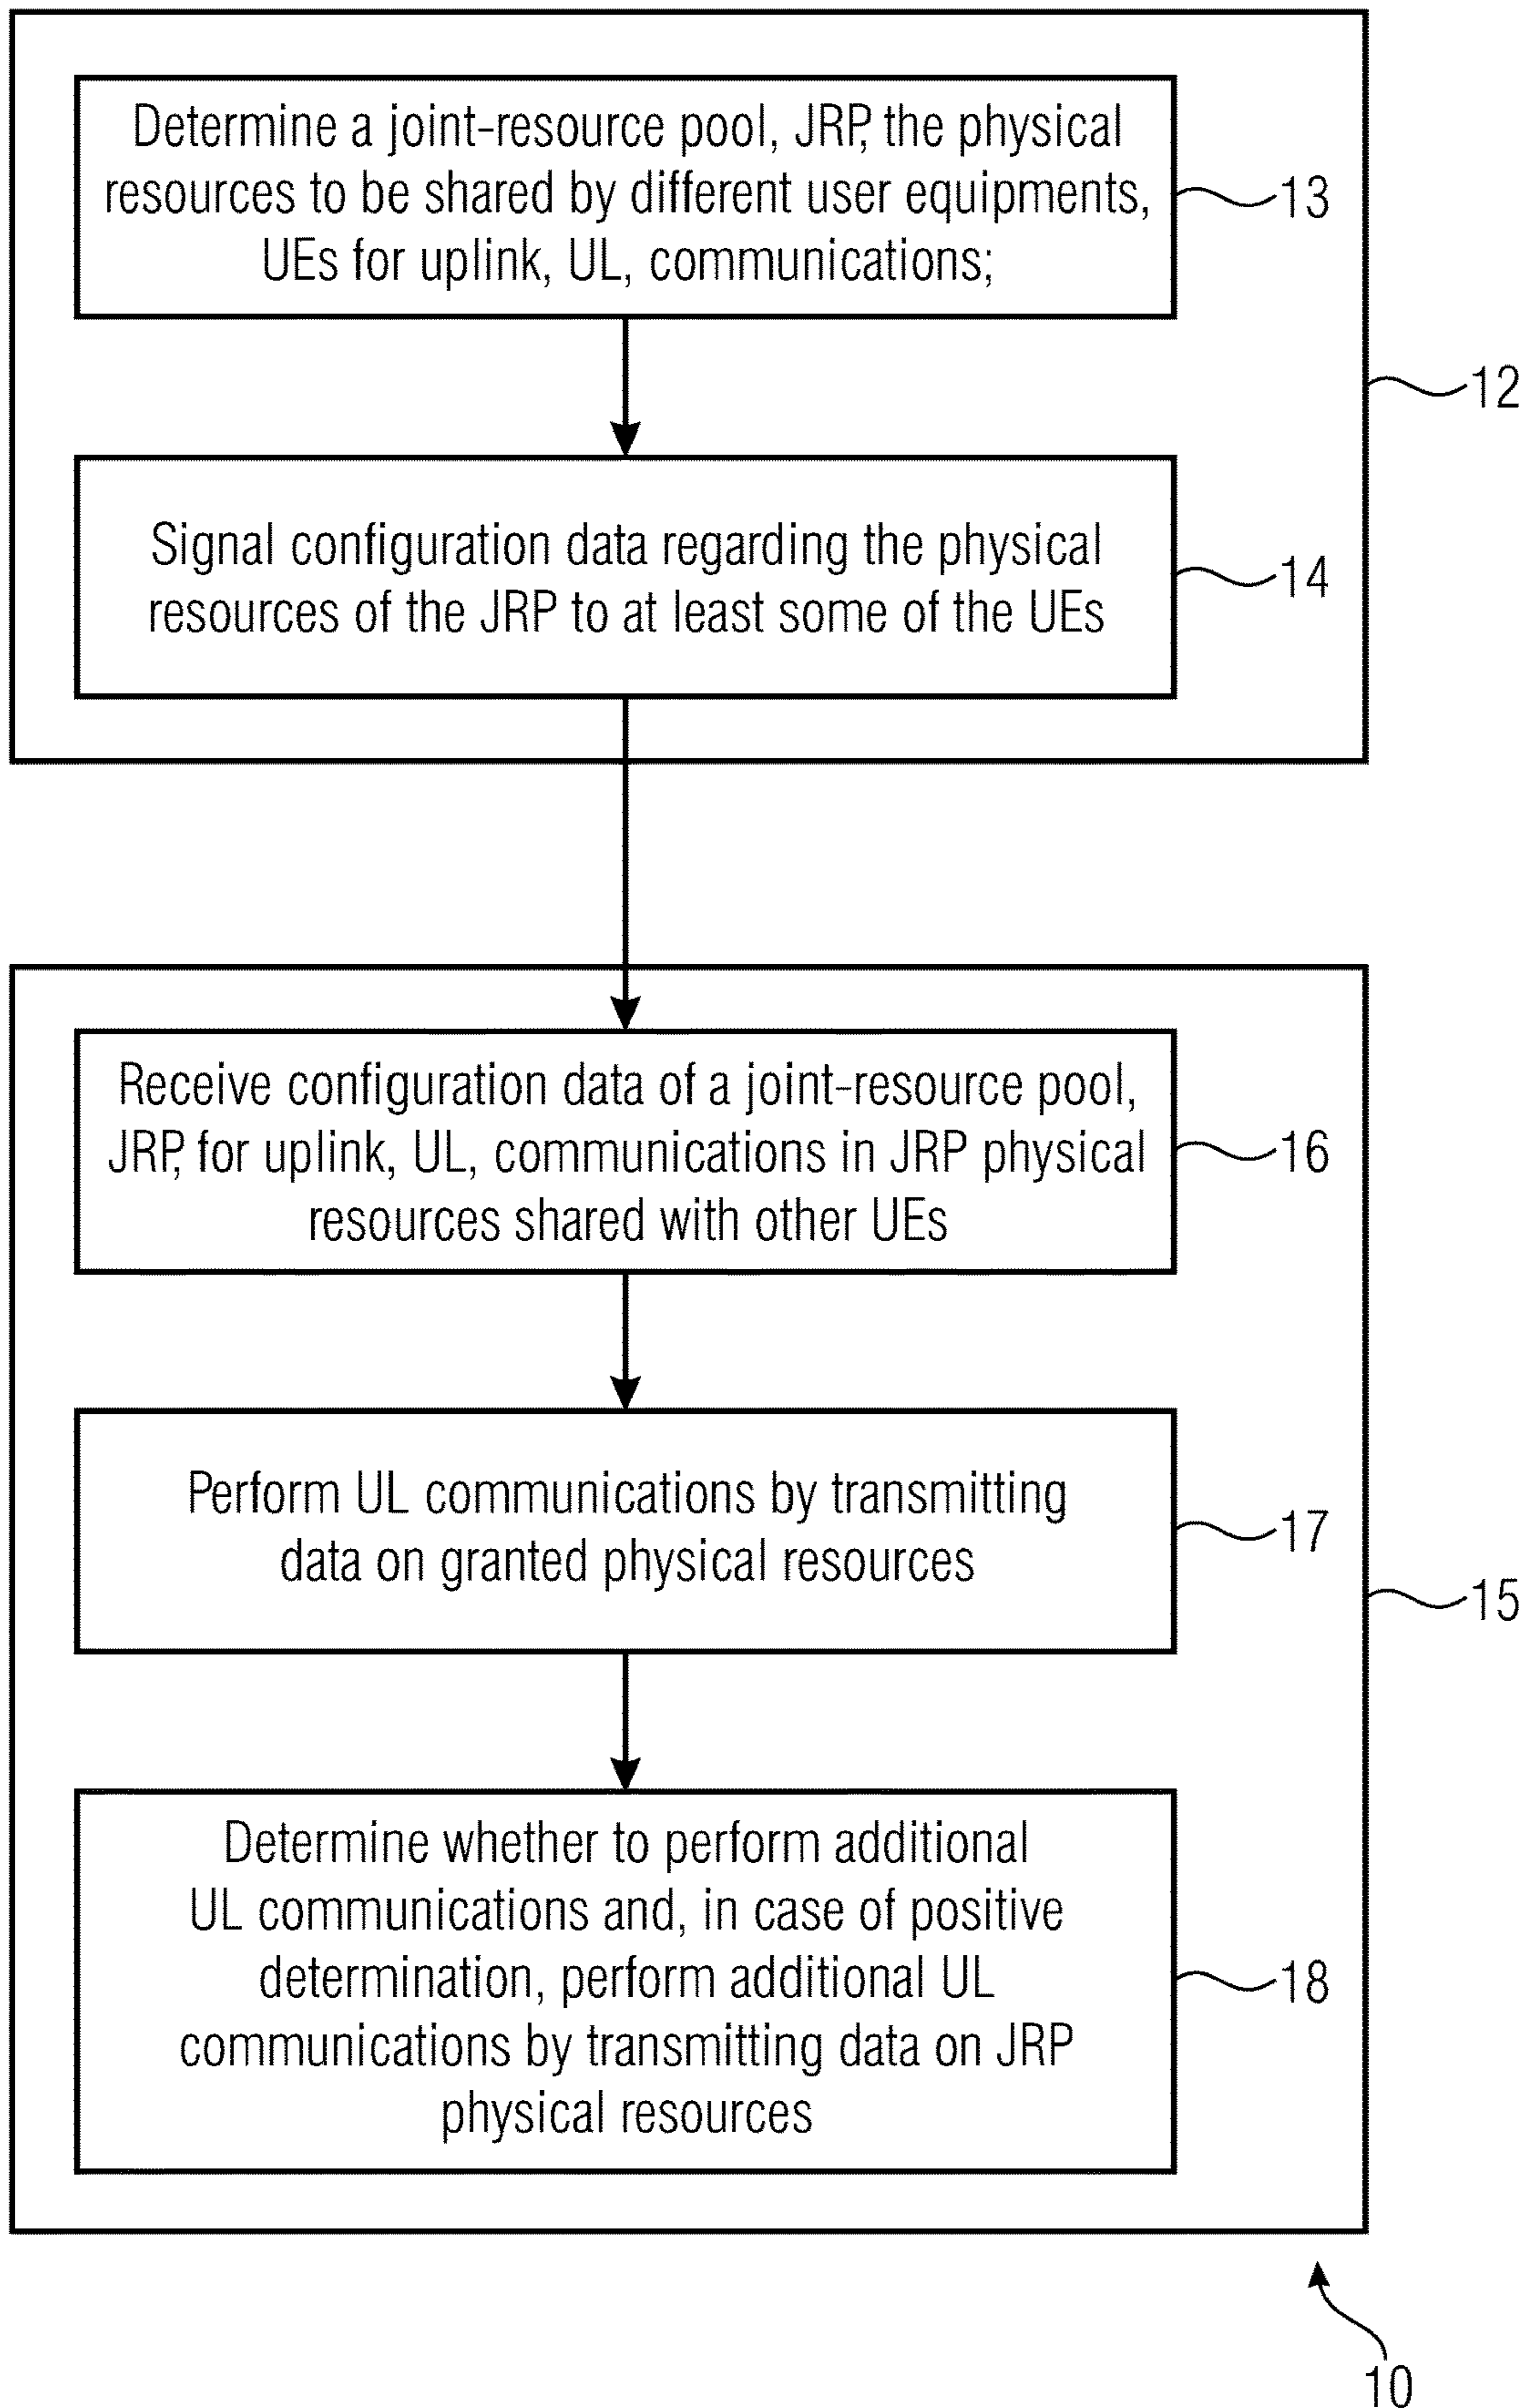 Determine a joint-resource pool, JRP, the physical
resources to be shared by different user equipments,
UEs for uplink, UL, communications;
13
12
Signal configuration data regarding the physical
resources of the JRP to at least some of the UEs
14
Receive configuration data of a joint-resource pool,
JRP, for uplink, UL, communications in JRP physical
resources shared with other UEs
16
Perform UL communications by transmitting
data on granted physical resources
17
15
Determine whether to perform additional
UL communications and, in case of positive
determination, perform additional UL
communications by transmitting data on JRP
physical resources
18
10